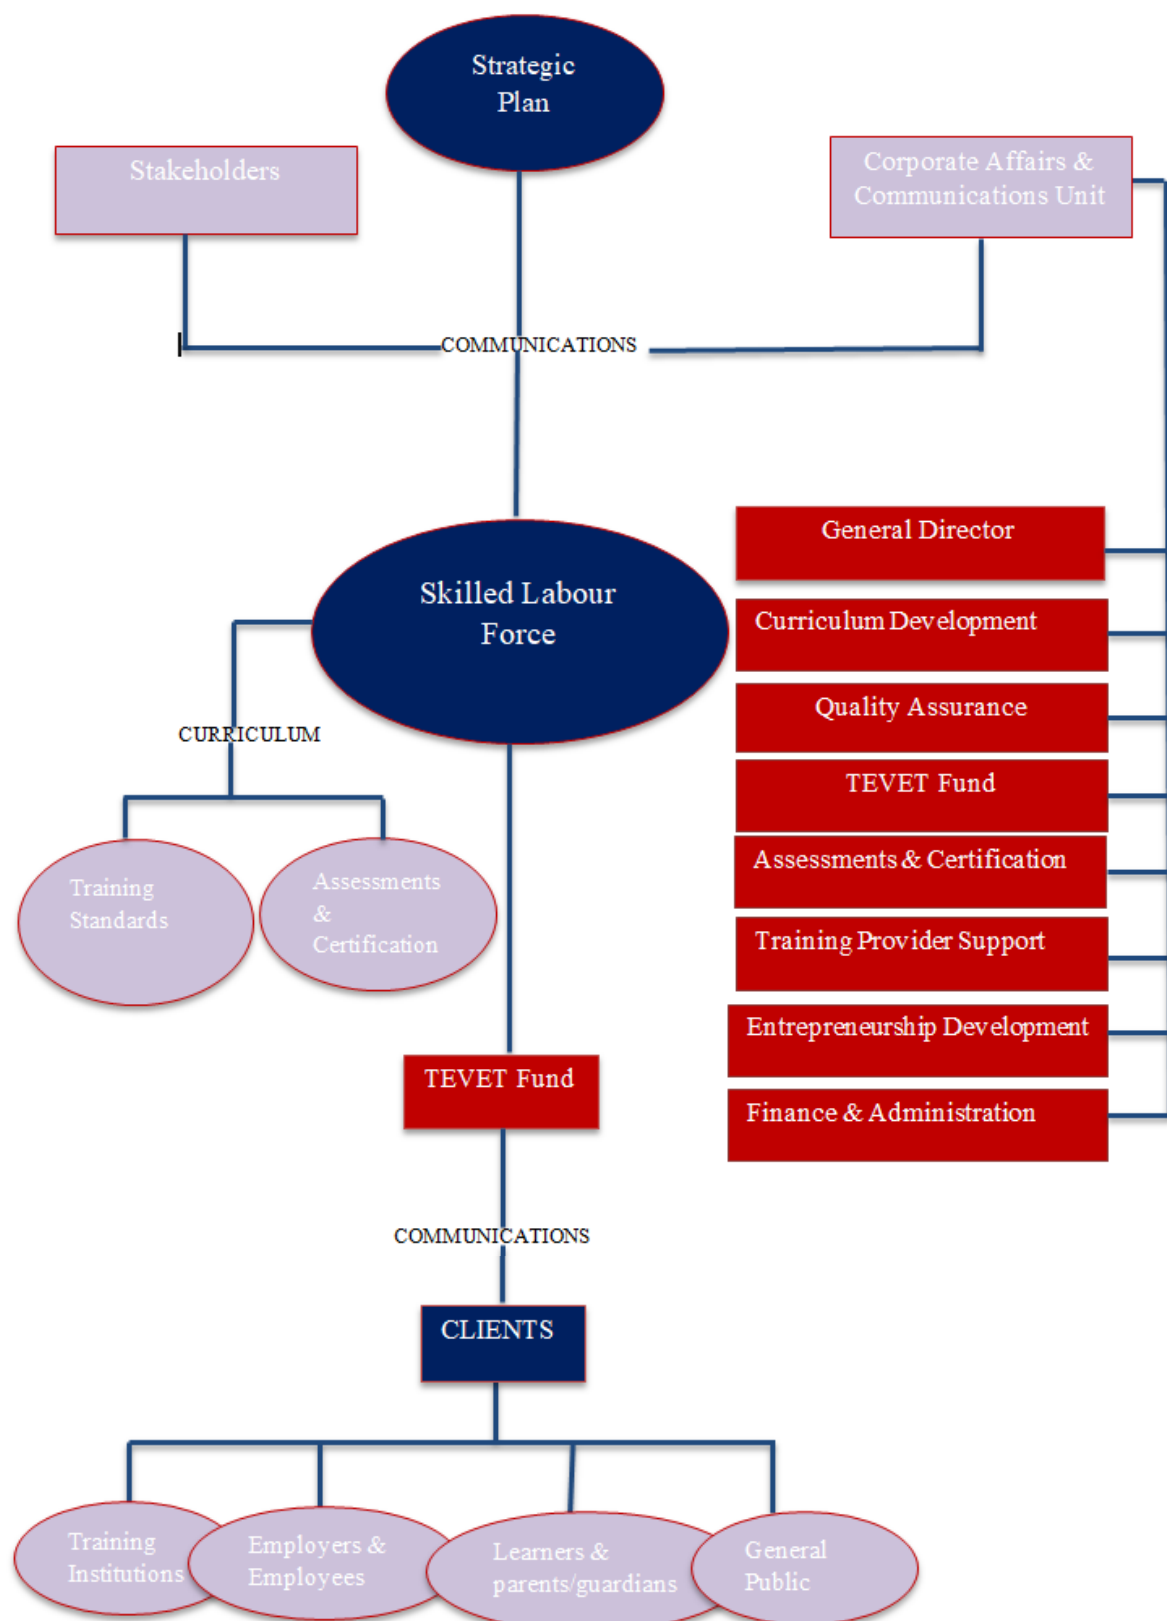 Strategic
Plan
Stakeholders
Corporate Affairs &
Communications Unit
COMMUNICATIONS
General Director
Skilled Labour
Force
Curriculum Development
Quality Assurance
CURRICULUM
TEVET Fund
Assessments & Certification
Training
Standards
Assessments
&
Certification
Training Provider Support
Entrepreneurship Development
TEVET Fund
Finance & Administration
COMMUNICATIONS
CLIENTS
Training
Institutions
Employers &
Employees
Learners &
parents/guardians
General
Public